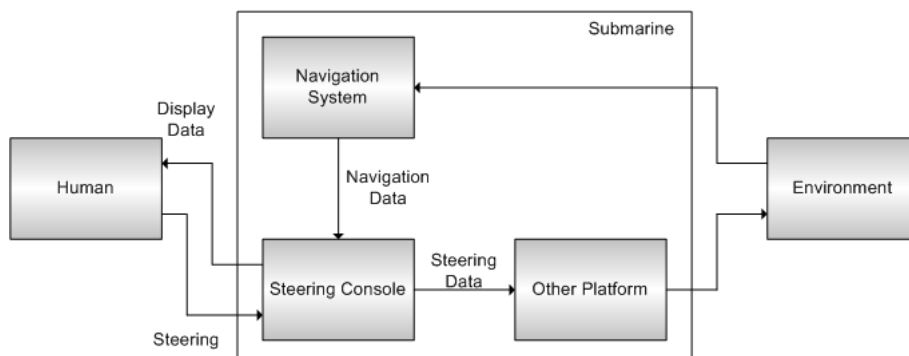 Submarine
Navigation
System
Display
Data
Human
Navigation
Data
Environment
Steering Console
Steering
Data
Other Platform
Steering